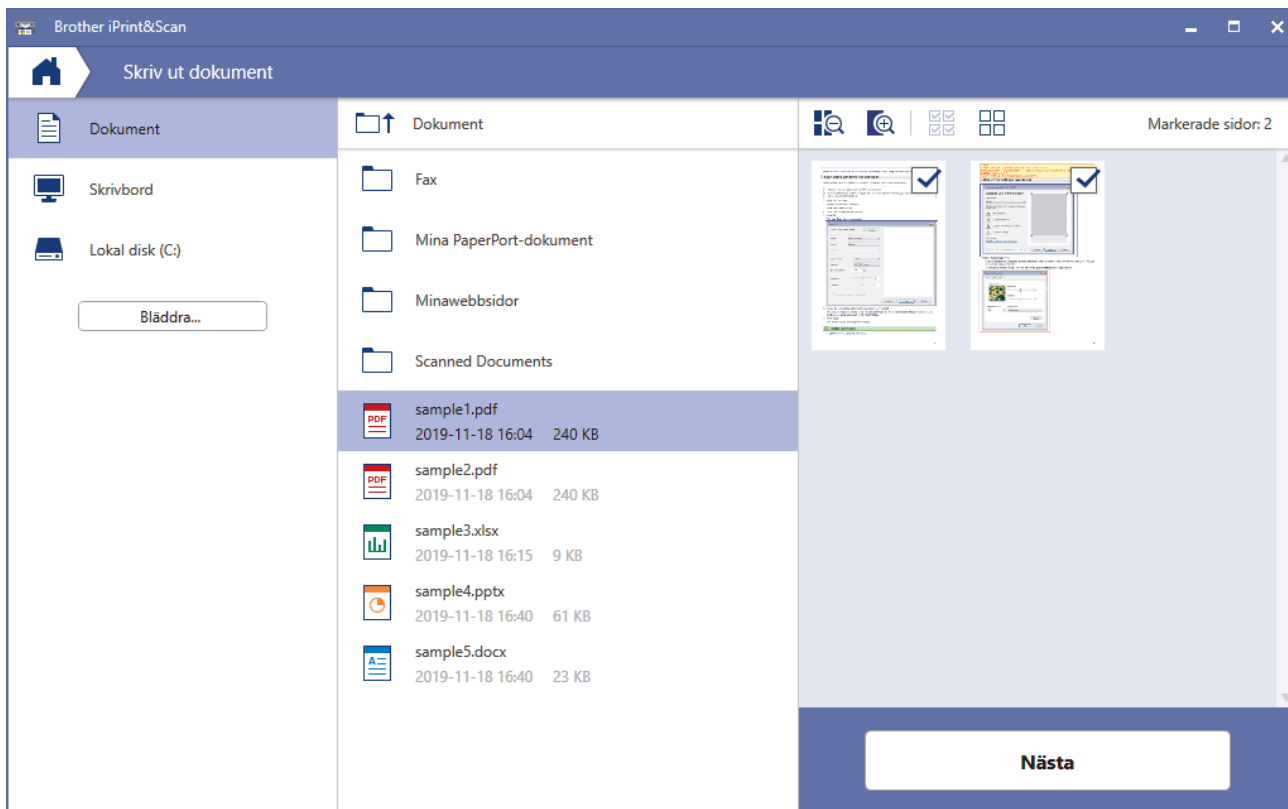 Brother iPrint&Scan
Skriv ut dokument
Dokument
Skrivbord
Lokal disk (C:)
Bläddra...
Dokument
Fax
Mina PaperPort-dokument
Minawebbsidor
Scanned Documents
PDF
sample1.pdf
2019-11-18 16:04 240 KB
PDF
sample2.pdf
2019-11-18 16:04 240 KB
sample3.xlsx
2019-11-18 16:15 9 KB
sample4.pptx
2019-11-18 16:40 61 KB
A
sample5.docx
2019-11-18 16:40 23 KB
Markerade sidor: 2
Nästa